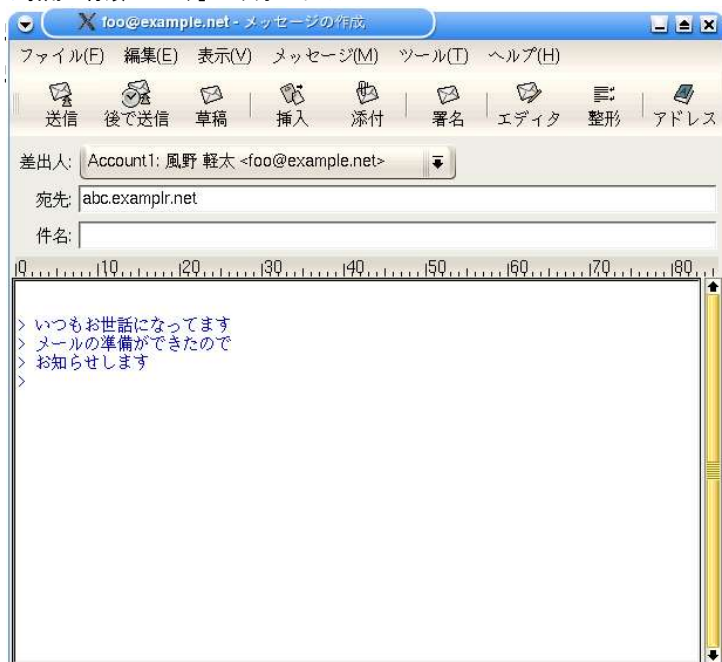 foo@example.net - メッセージの作成
ファイル(F) 編集(E) 表示(V) メッセージ(M) ツール(T) ヘルプ(H)
送信 後で送信 草稿 挿入 添付 署名 エディタ 整形 アドレス
差出人: Account1: 風野 軽太 <foo@example.net>
宛先: abc.examplr.net
件名:
0 10 20 30 40 50 60 70 80
> いつもお世話になってます
> メールの準備ができたので
> お知らせします
>